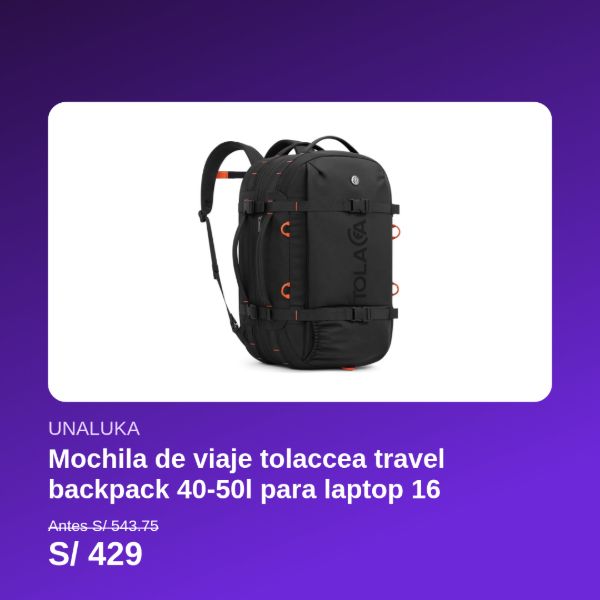 TOLACCA
UNALUKA
Mochila de viaje tolaccea travel
backpack 40-50l para laptop 16
Antes S/ 543.75
S/ 429